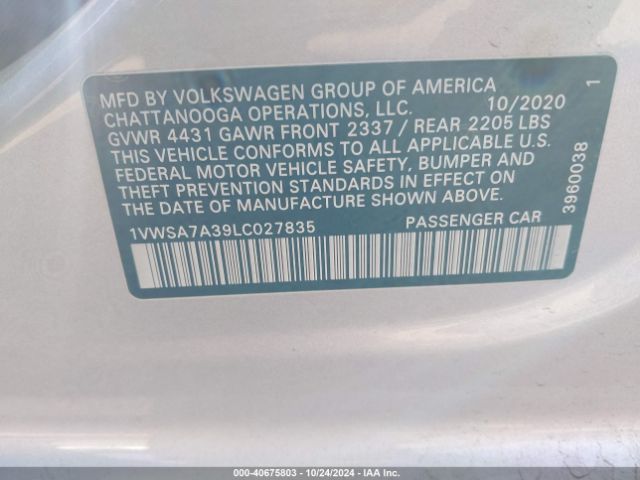 MFD BY VOLKSWAGEN GROUP OF AMERICA
CHATTANOOGA OPERATIONS, LLC. 10/2020
GVWR 4431 GAWR FRONT 2337 / REAR 2205 LBS
THIS VEHICLE CONFORMS TO ALL APPLICABLE U.S.
FEDERAL MOTOR VEHICLE SAFETY, BUMPER AND
THEFT PREVENTION STANDARDS IN EFFECT ON
THE DATE OF MANUFACTURE SHOWN ABOVE.
1VWSA7A39LC027835 PASSENGER CAR
3960038 1
000-40675803 - 10/24/2024 - IAA Inc.